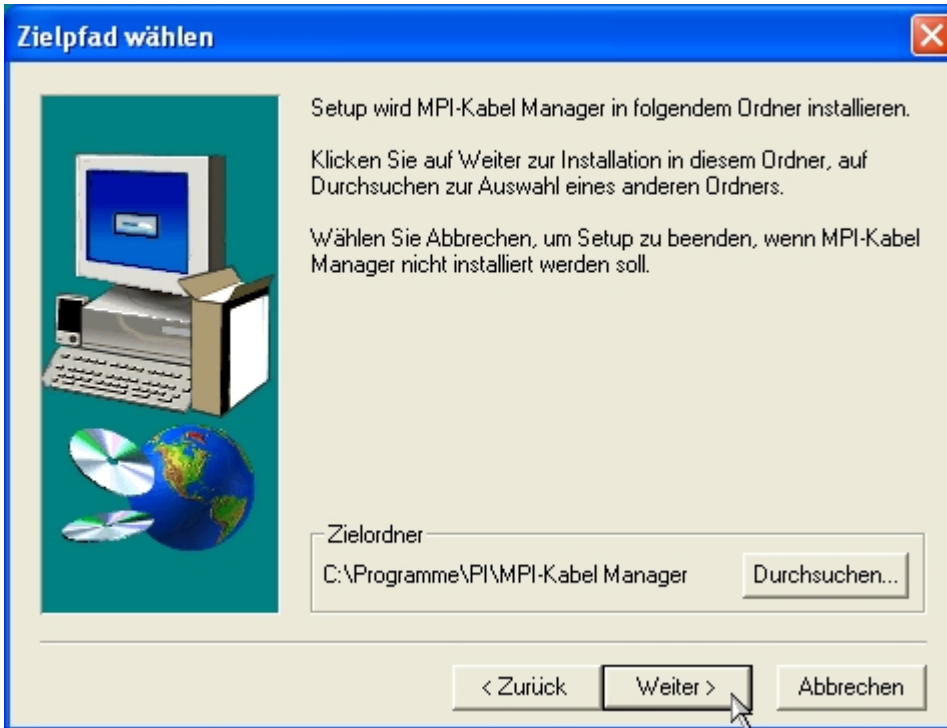 Zielpfad wählen
Setup wird MPI-Kabel Manager in folgendem Ordner installieren.
Klicken Sie auf Weiter zur Installation in diesem Ordner, auf
Durchsuchen zur Auswahl eines anderen Ordners.
Wählen Sie Abbrechen, um Setup zu beenden, wenn MPI-Kabel
Manager nicht installiert werden soll.
Zielordner
C:\Programme\PI\MPI-Kabel Manager Durchsuchen...
< Zurück Weiter > Abbrechen